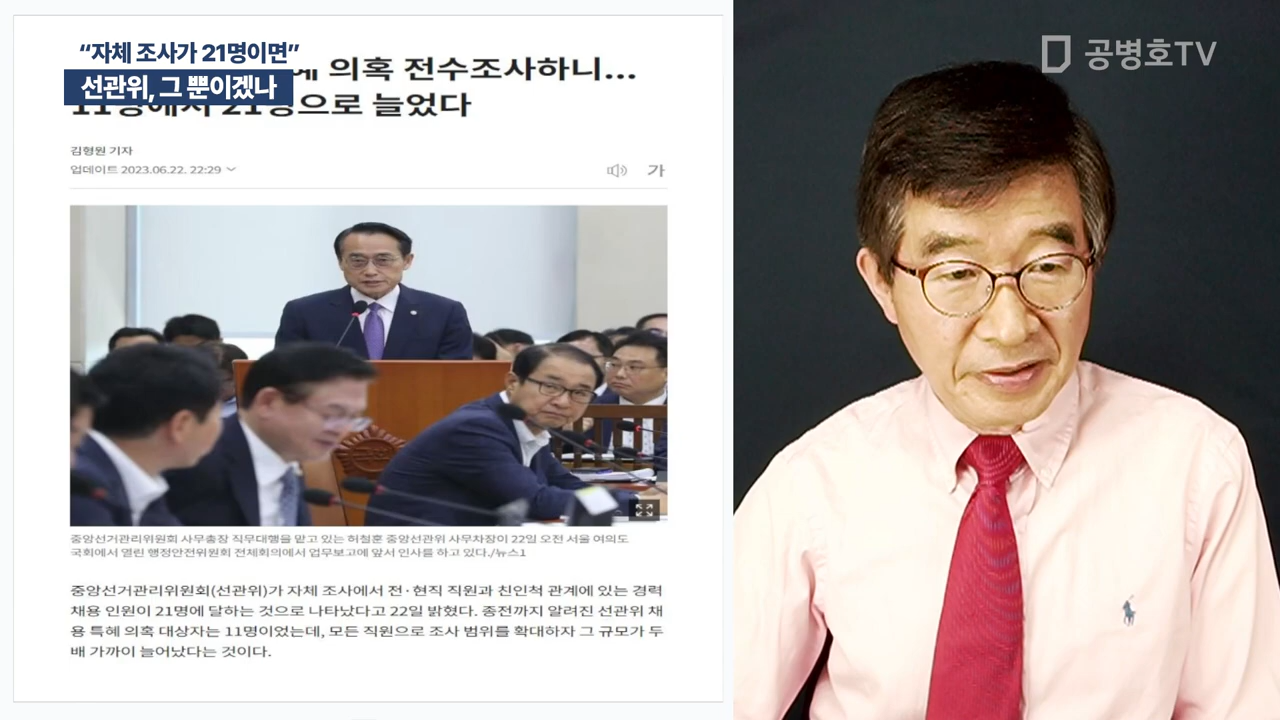 “자체 조사가 21명이면”
선관위, 그 뿐이겠나
의혹 전수조사하니...
21명으로 늘었다
김형원 기자
업데이트 2023.06.22. 22:29
가
중앙선거관리위원회 사무총장 직무대행을 맡고 있는 허철훈 중앙선관위 사무차장이 22일 오전 서울 여의도
국회에서 열린 행정안전위원회 전체회의에서 업무보고에 앞서 인사를 하고 있다./뉴스1
중앙선거관리위원회(선관위)가 자체 조사에서 전·현직 직원과 친인척 관계에 있는 경력
채용 인원이 21명에 달하는 것으로 나타났다고 22일 밝혔다. 종전까지 알려진 선관위 채
용 특혜 의혹 대상자는 11명이었는데, 모든 직원으로 조사 범위를 확대하자 그 규모가 두
배 가까이 늘어났다는 것이다.
공병호TV